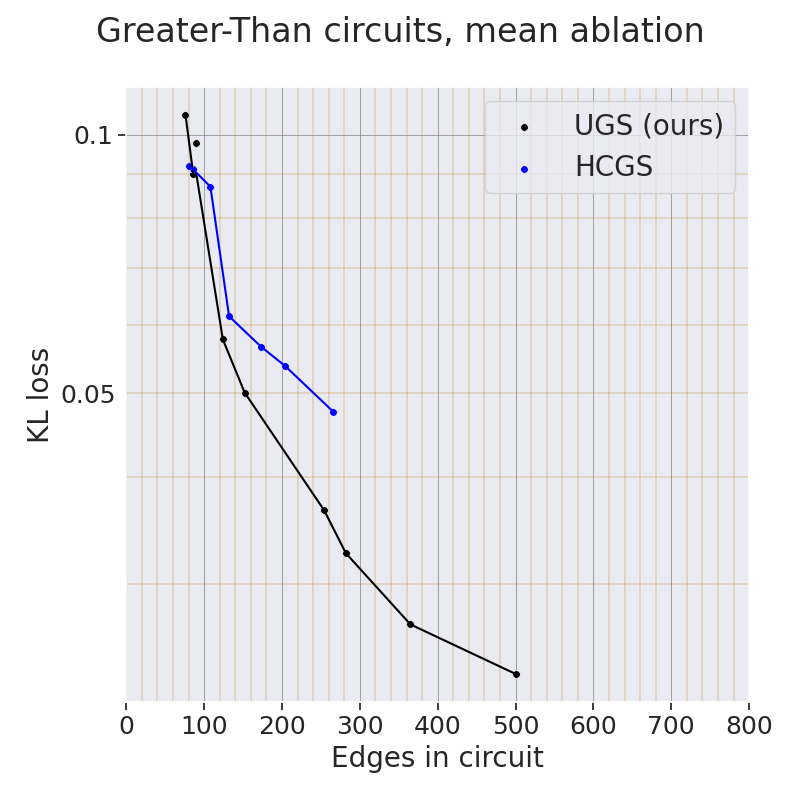 Greater-Than circuits, mean ablation
UGS (ours)
HCGS
0.1
0.05
KL loss
0 100 200 300 400 500 600 700 800
Edges in circuit